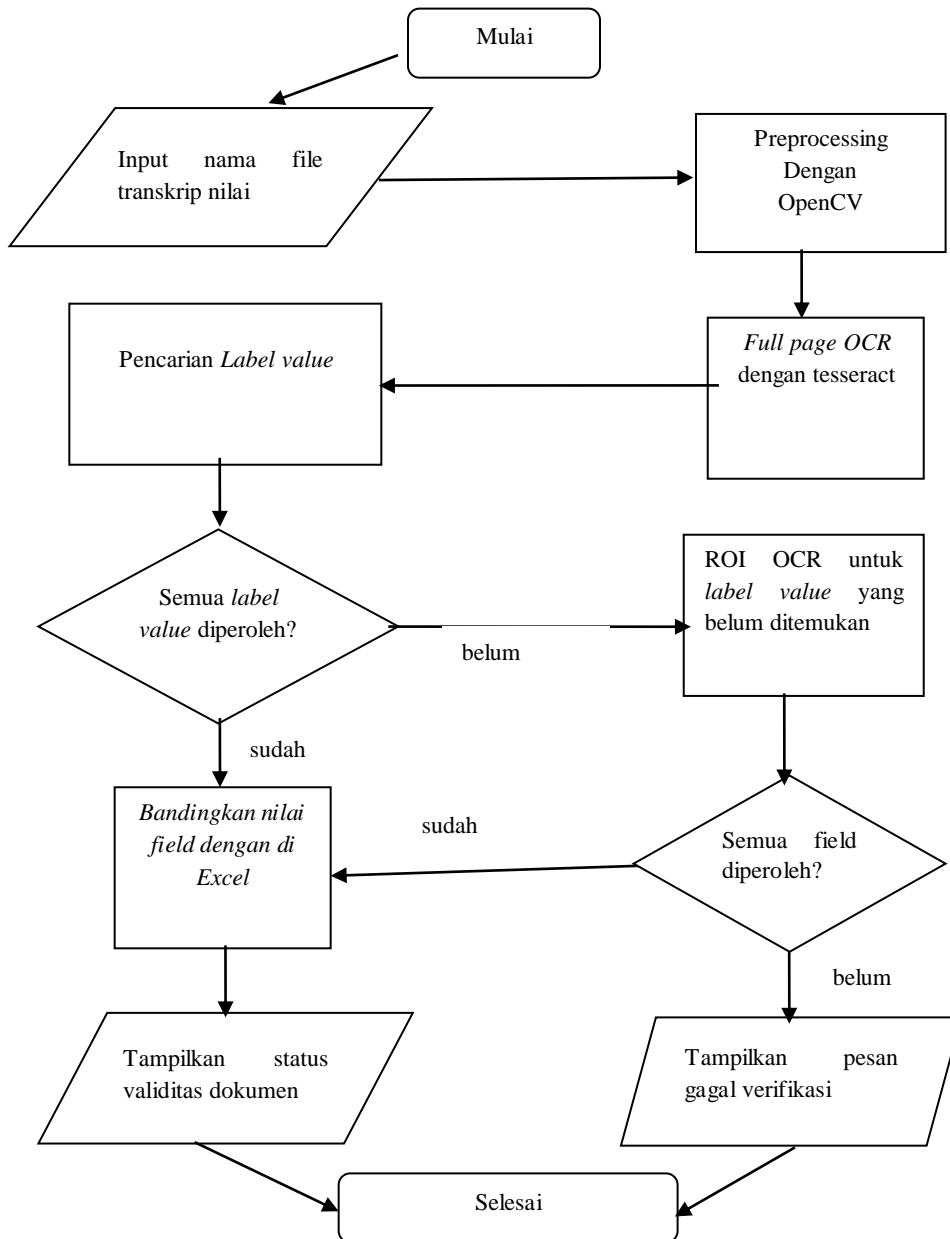 Mulai
Input nama file
transkrip nilai
Preprocessing
Dengan
OpenCV
Full page OCR
dengan tesseract
Pencarian Label value
Semua label
value diperoleh?
belum
ROI OCR untuk
label value yang
belum ditemukan
sudah
Bandingkan nilai
field dengan di
Excel
sudah
Semua field
diperoleh?
belum
Tampilkan status
validitas dokumen
Tampilkan pesan
gagal verifikasi
Selesai